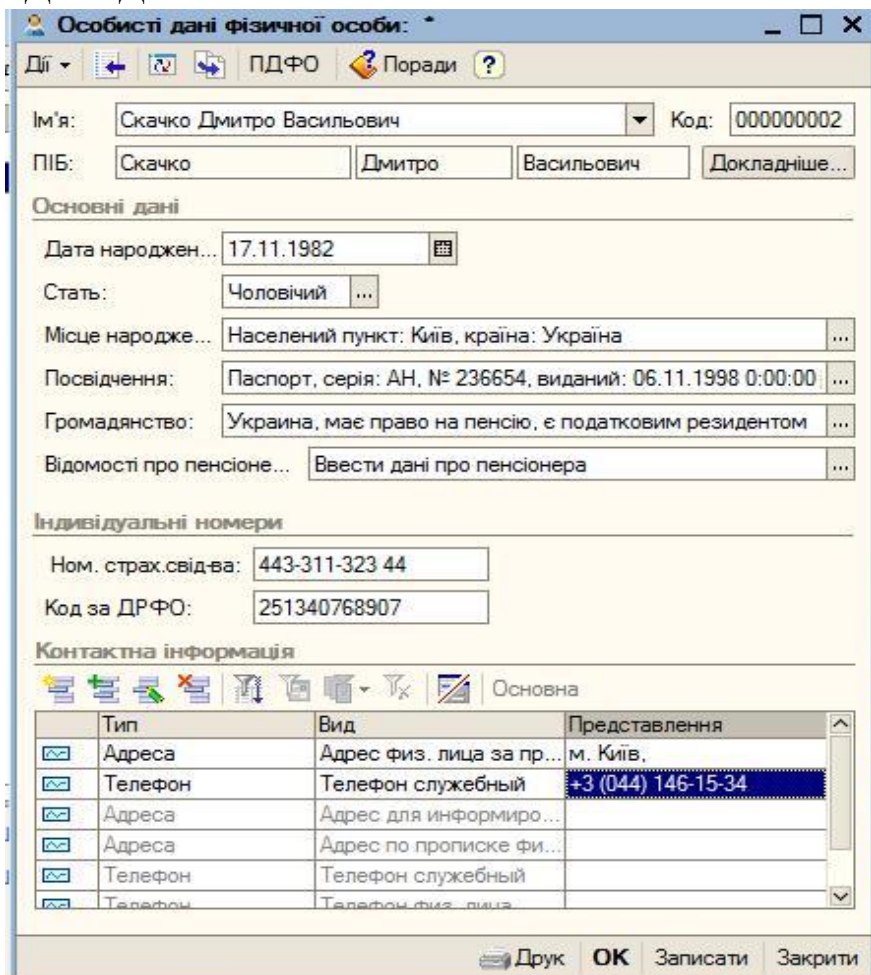 Особисті дані фізичної особи: *
Дії ПДФО Поради ?
Ім'я: Скачко Дмитро Васильович Код: 000000002
ПІБ: Скачко Дмитро Васильович Докладніше...
Основні дані
Дата народжен... 17.11.1982
Стать: Чоловічий ...
Місце народже... Населений пункт: Київ, країна: Україна ...
Посвідчення: Паспорт, серія: АН, № 236654, виданий: 06.11.1998 0:00:00 ...
Громадянство: Украина, має право на пенсію, є податковим резидентом ...
Відомості про пенсіоне... Ввести дані про пенсіонера ...
Індивідуальні номери
Ном. страх.свід-ва: 443-311-323 44
Код за ДРФО: 251340768907
Контактна інформація
Основна
Тип Вид Представлення
Адреса Адрес физ. лица за пр... м. Київ,
Телефон Телефон служебный +3 (044) 146-15-34
Адреса Адрес для информиро...
Адреса Адрес по прописке фи...
Телефон Телефон служебный
Телефон Телефон физ. лица
Друк OK Записати Закрити